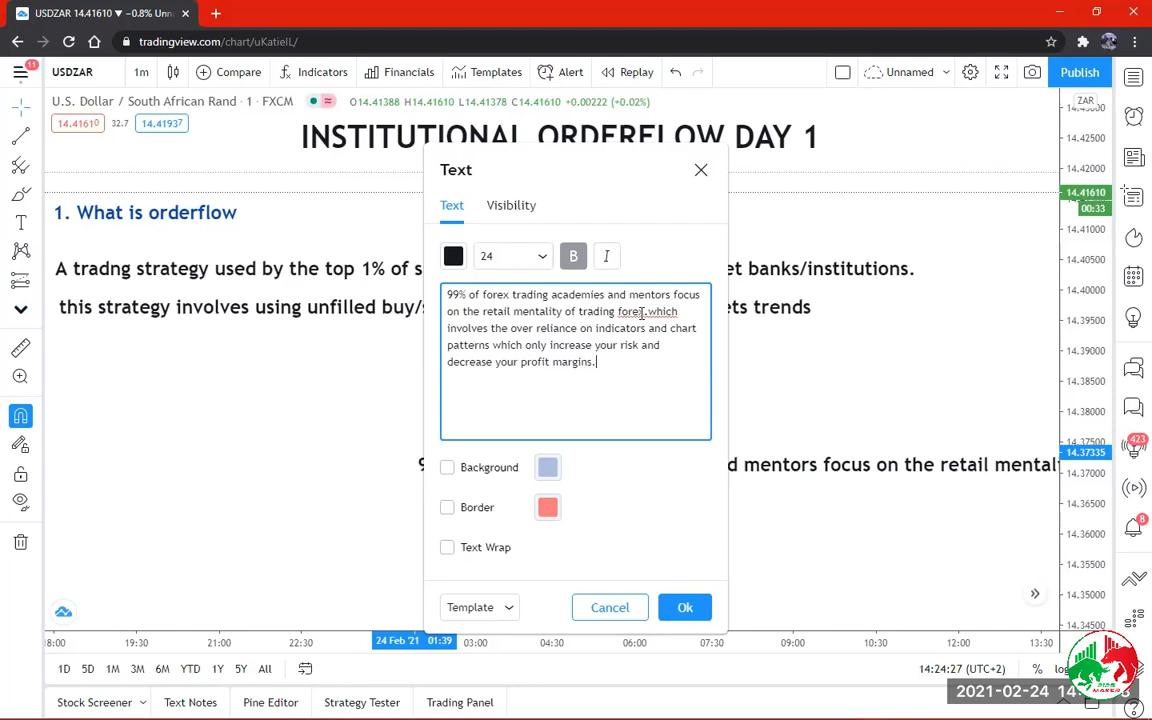 USDZAR 14.41610 ▼ −0.8% Unn
tradingview.com/chart/uKatielL/
11
USDZAR 1m Compare Indicators Financials Templates Alert Replay Unnamed Publish
U.S. Dollar / South African Rand · 1 · FXCM O14.41388 H14.41610 L14.41378 C14.41610 +0.00222 (+0.02%)
ZAR
14.41610 32.7 14.41937
INSTITUTIONAL ORDERFLOW DAY 1
14.42500
14.42000
14.41610
00:33
14.41000
14.40500
14.40000
14.39500
14.39000
14.38500
14.38000
14.37500
14.37335
14.37000
14.36500
14.36000
14.35500
14.35000
14.34500
1. What is orderflow
A tradng strategy used by the top 1% of s
et banks/institutions.
this strategy involves using unfilled buy/s
ets trends
d mentors focus on the retail mentali
Text
Text Visibility
24 B I
99% of forex trading academies and mentors focus
on the retail mentality of trading forex.which
involves the over reliance on indicators and chart
patterns which only increase your risk and
decrease your profit margins.
Background
Border
Text Wrap
Template Cancel Ok
423
8
18:00 19:30 21:00 22:30 24 Feb '21 01:39 03:00 04:30 06:00 07:30 09:00 10:30 12:00 13:30
1D 5D 1M 3M 6M YTD 1Y 5Y All 14:24:27 (UTC+2) %
Stock Screener Text Notes Pine Editor Strategy Tester Trading Panel
2021-02-24